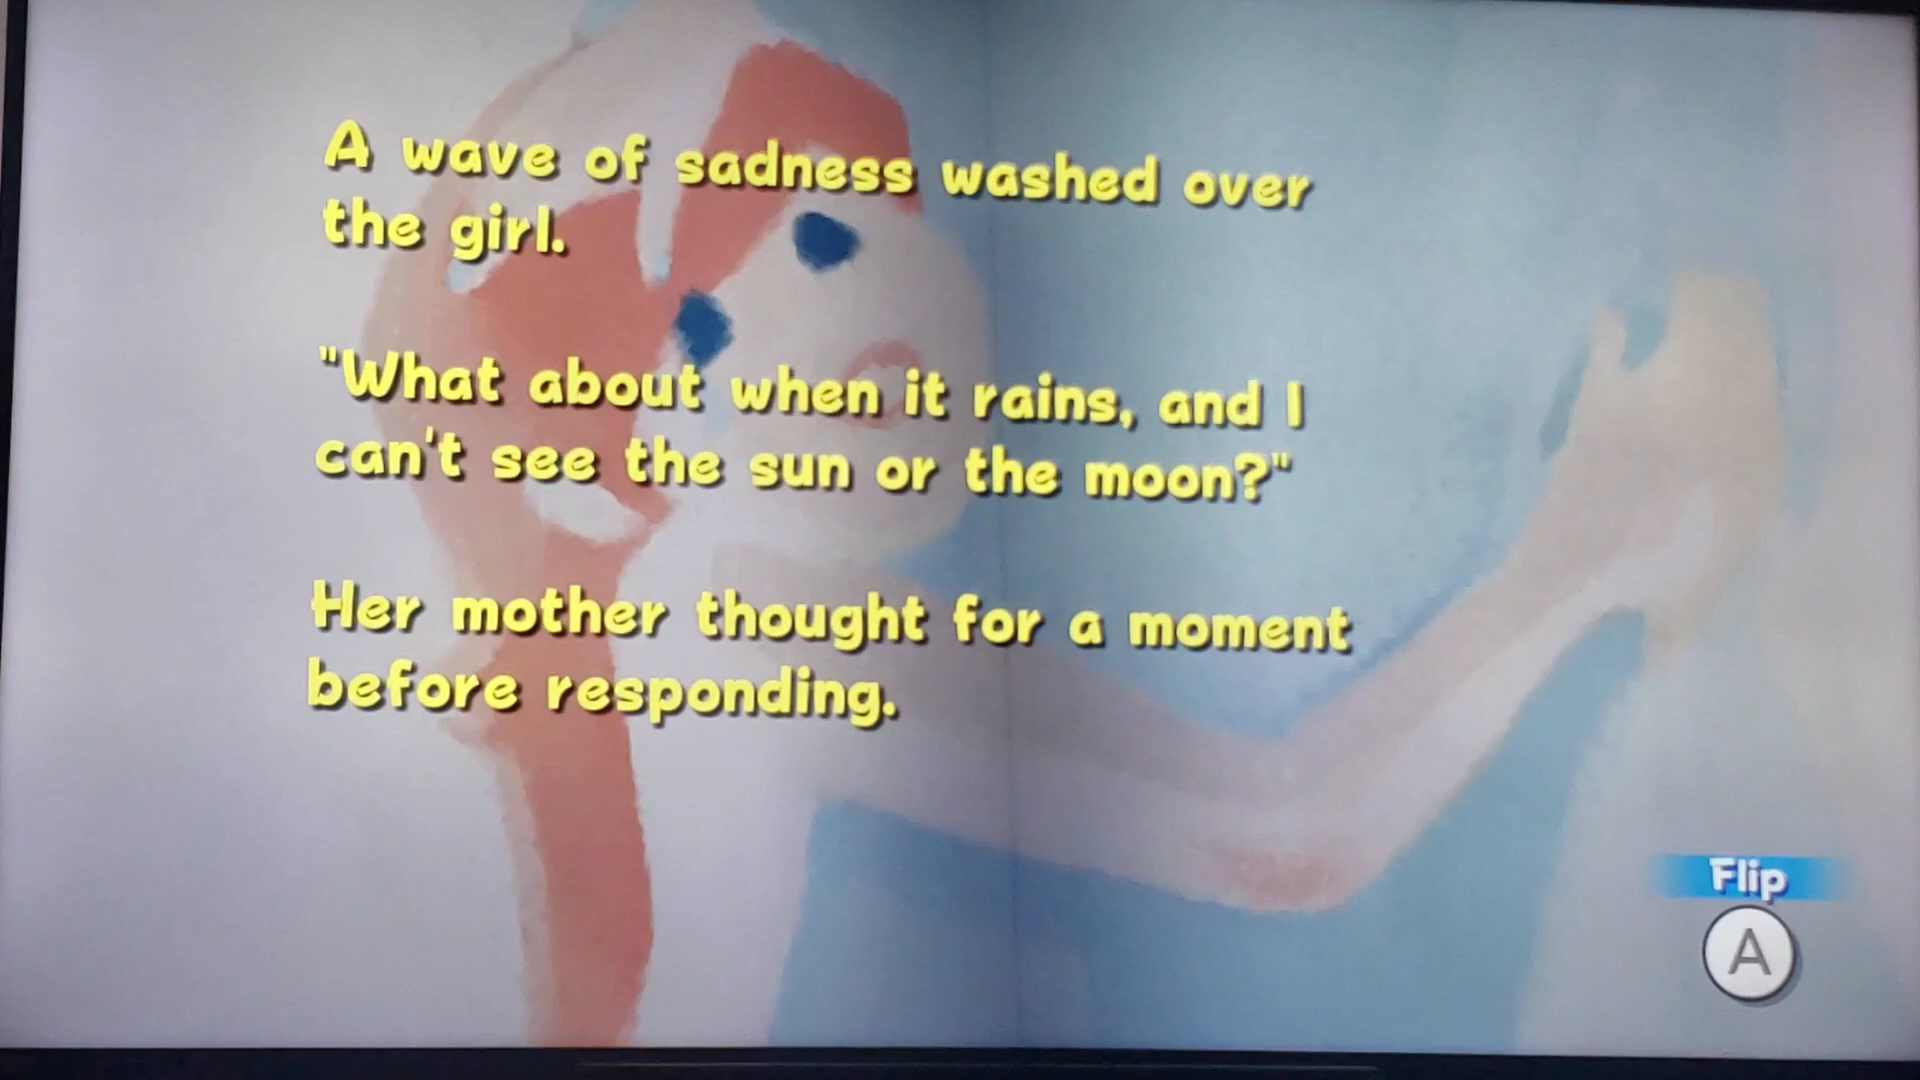 A wave of sadness washed over
the girl.
"What about when it rains, and I
can't see the sun or the moon?"
Her mother thought for a moment
before responding.
Flip
A